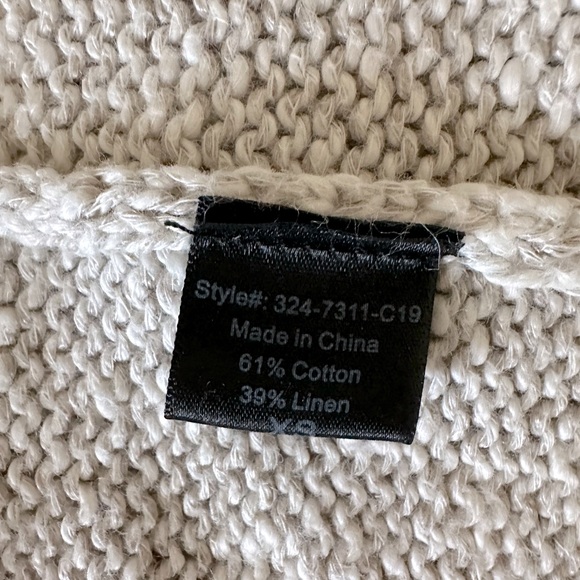 Style#: 324-7311-C19
Made in China
61% Cotton
39% Linen